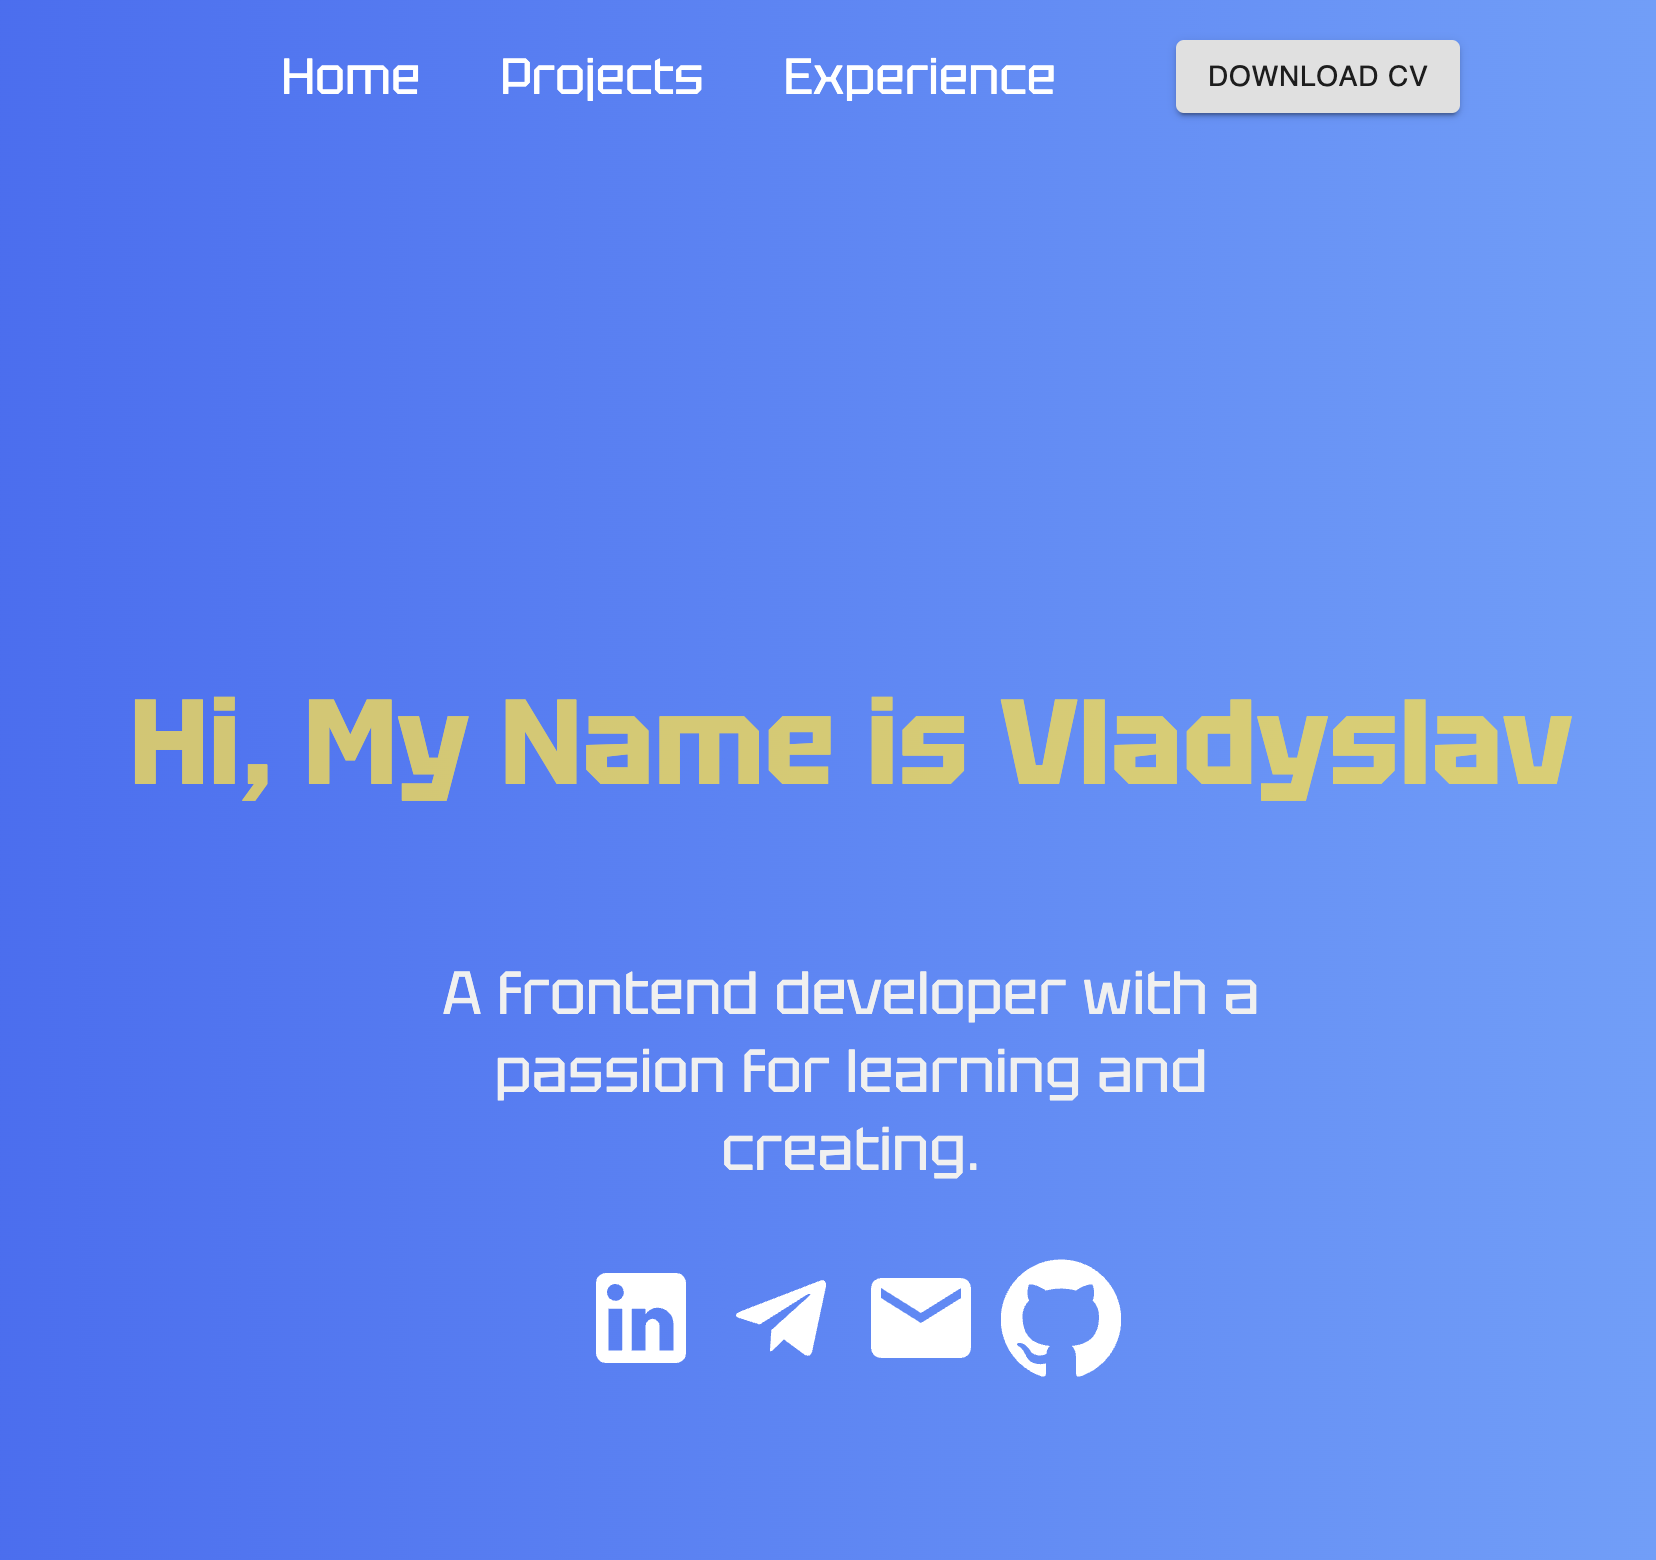 Home Projects Experience DOWNLOAD CV
Hi, My Name is Vladyslav
A frontend developer with a
passion for learning and
creating.
in